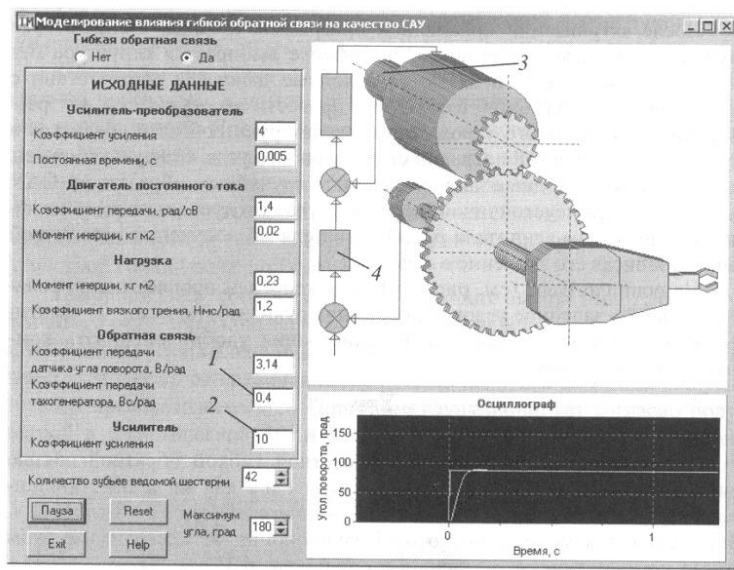 Моделирование влияния гибкой обратной связи на качество САУ
Гибкая обратная связь
Нет
Да
ИСХОДНЫЕ ДАННЫЕ
Усилитель-преобразователь
Коэффициент усиления
4
Постоянная времени, с
0,005
Двигатель постоянного тока
Коэффициент передачи, рад/сВ
1,4
Момент инерции, кг м2
0,02
Нагрузка
Момент инерции, кг м2
0,23
Коэффициент вязкого трения, Нмс/рад
1,2
Обратная связь
Коэффициент передачи
датчика угла поворота, В/рад
3,14
Коэффициент передачи
тахогенератора, Вс/рад
0,4
Усилитель
Коэффициент усиления
10
1
2
Количество зубьев ведомой шестерни
42
Пауза
Reset
Exit
Help
Максимум
угла, град
180
3
4
Осциллограф
Угол поворота, град
150
100
50
0
0
1
Время, с